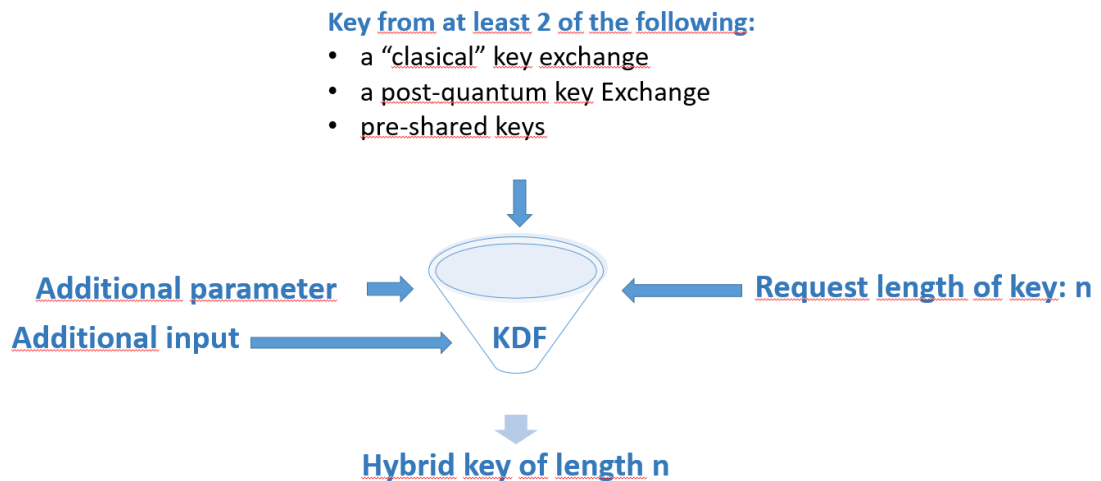 Key from at least 2 of the following:
• a “clasical” key exchange
• a post-quantum key Exchange
• pre-shared keys
Additional parameter
Request length of key: n
Additional input
KDF
Hybrid key of length n